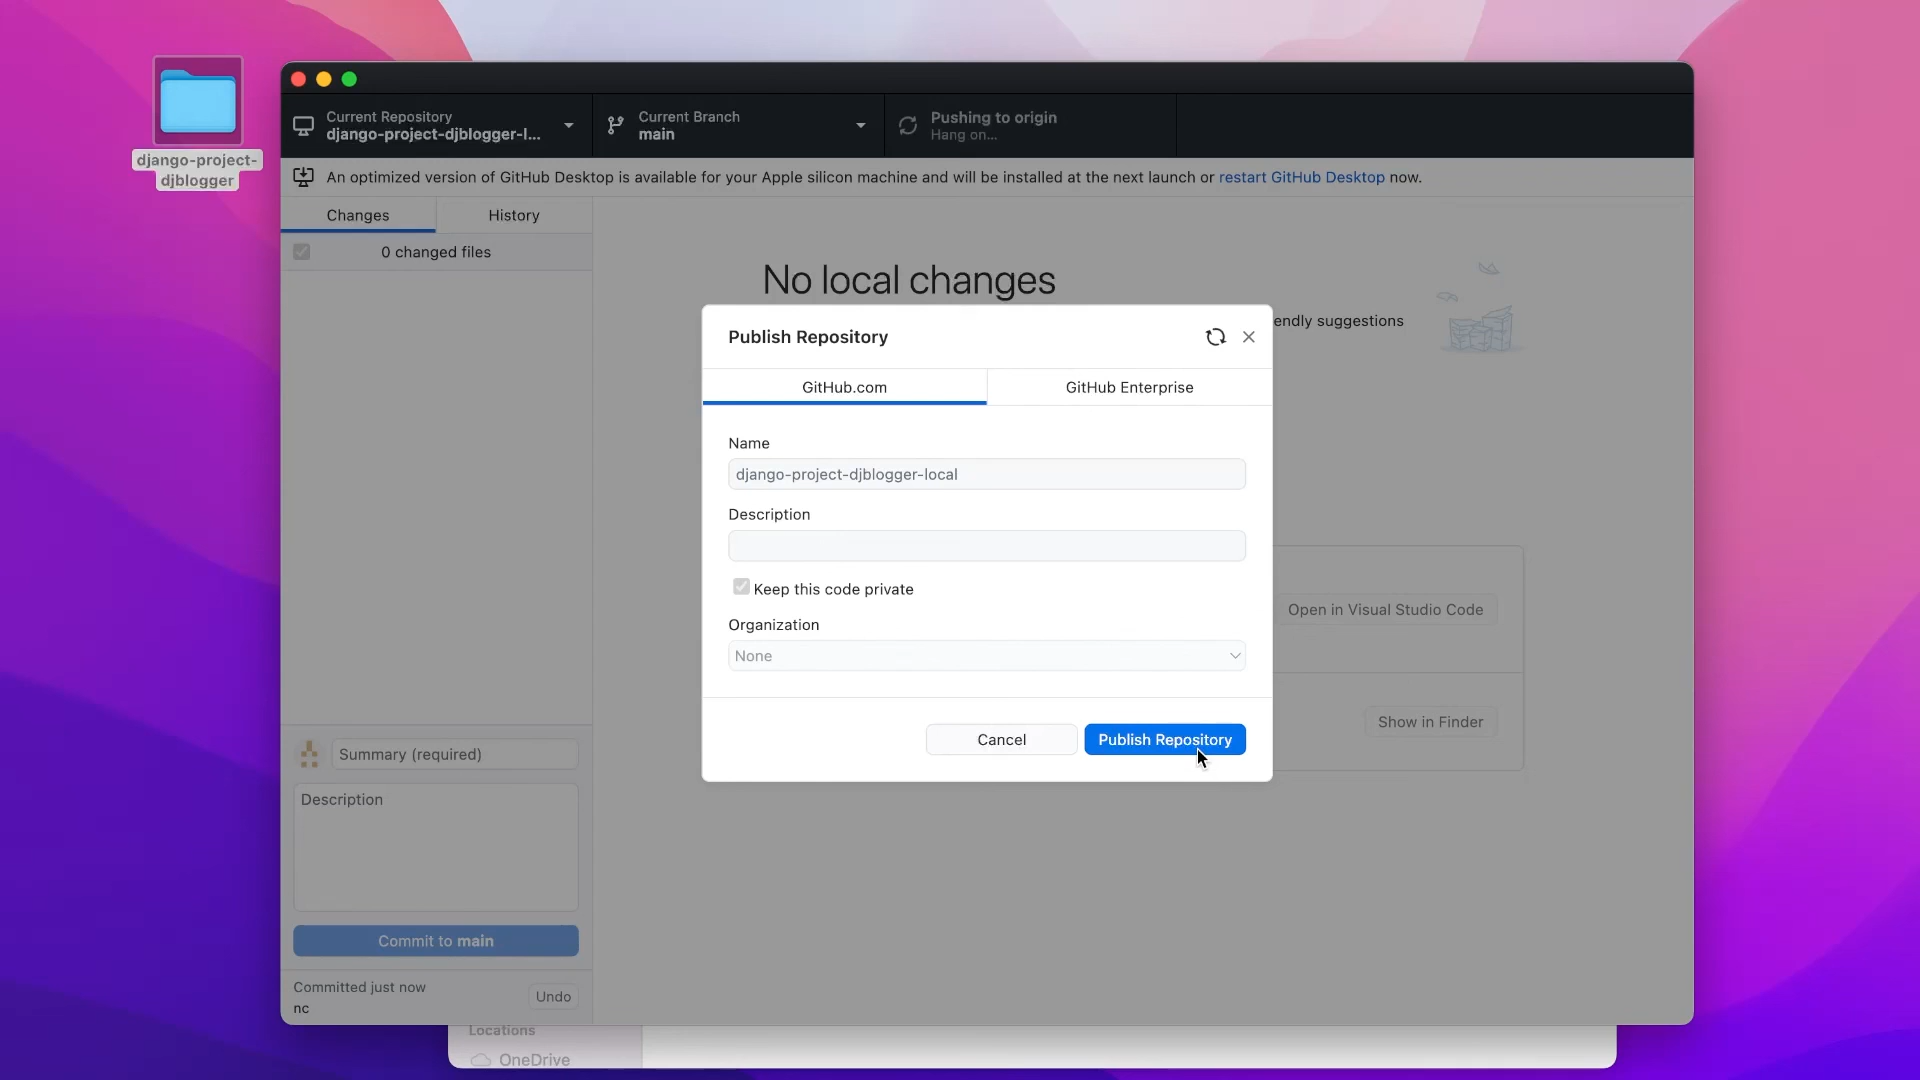 django-project-
djblogger
Current Repository
django-project-djblogger-l...
Current Branch
main
Pushing to origin
Hang on...
An optimized version of GitHub Desktop is available for your Apple silicon machine and will be installed at the next launch or restart GitHub Desktop now.
Changes
History
0 changed files
No local changes
endly suggestions
Publish Repository
GitHub.com
GitHub Enterprise
Name
django-project-djblogger-local
Description
Keep this code private
Organization
None
Cancel
Publish Repository
Open in Visual Studio Code
Show in Finder
Summary (required)
Description
Commit to main
Committed just now
nc
Undo
Locations
OneDrive